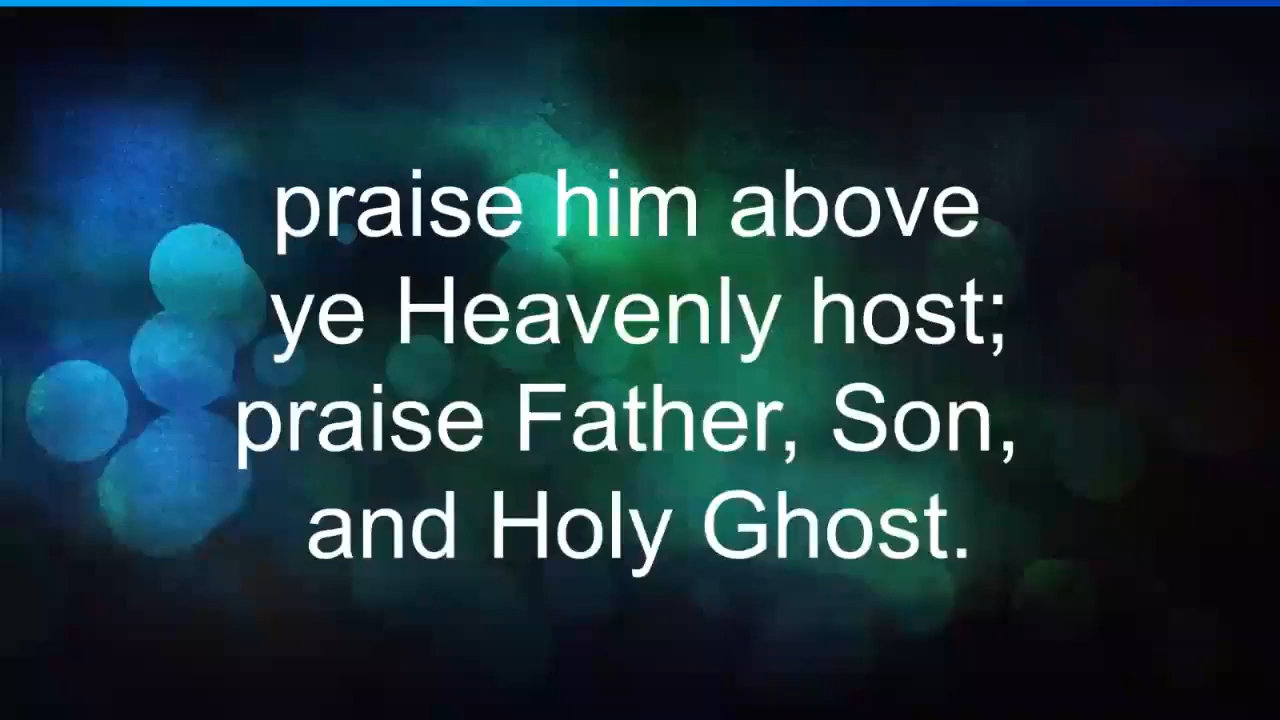 praise him above
ye Heavenly host;
praise Father, Son,
and Holy Ghost.